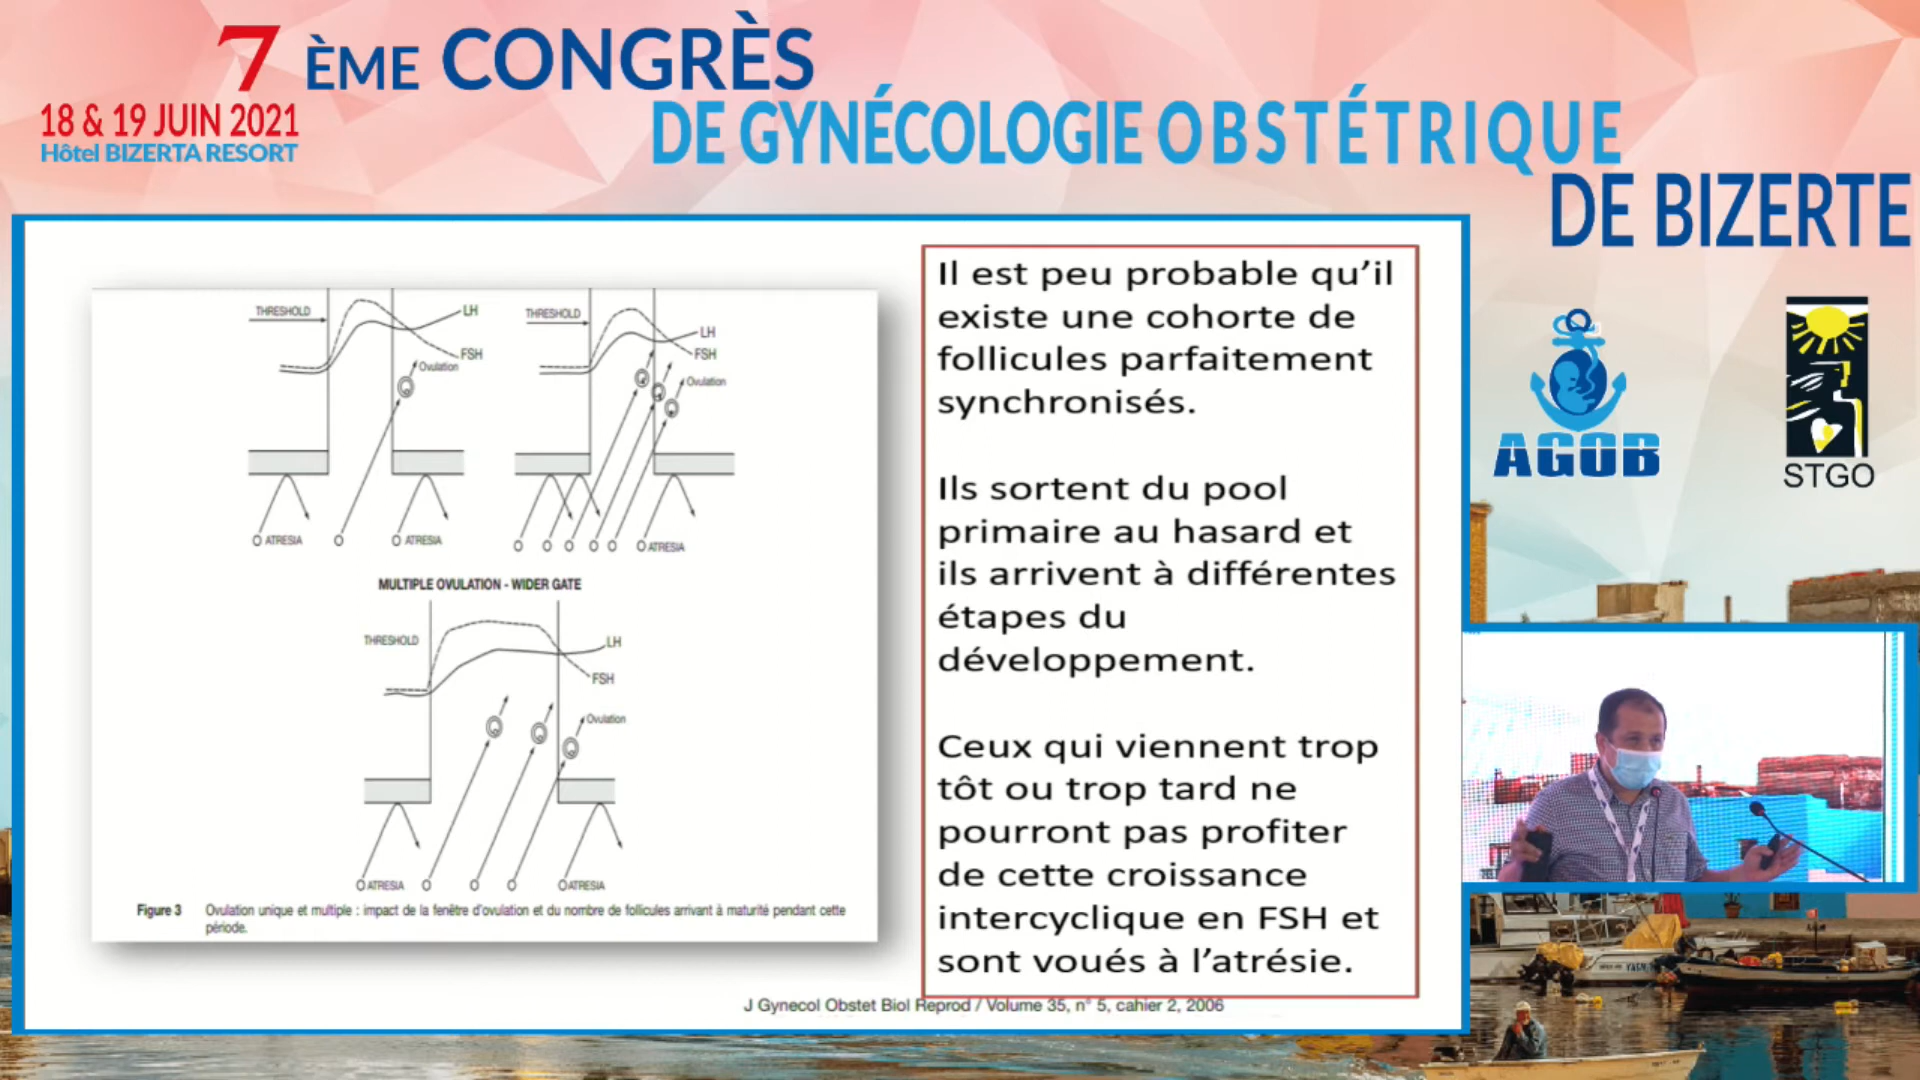 7 ÈME CONGRÈS
DE GYNÉCOLOGIE OBSTÉTRIQUE
DE BIZERTE
18 & 19 JUIN 2021
Hôtel BIZERTA RESORT
THRESHOLD
LH
FSH
Ovulation
ATRESIA
ATRESIA
THRESHOLD
LH
FSH
Ovulation
ATRESIA
MULTIPLE OVULATION - WIDER GATE
THRESHOLD
LH
FSH
Ovulation
ATRESIA
ATRESIA
Figure 3 Ovulation unique et multiple : impact de la fenêtre d'ovulation et du nombre de follicules arrivant à maturité pendant cette
période.
Il est peu probable qu'il
existe une cohorte de
follicules parfaitement
synchronisés.
Ils sortent du pool
primaire au hasard et
ils arrivent à différentes
étapes du
développement.
Ceux qui viennent trop
tôt ou trop tard ne
pourront pas profiter
de cette croissance
intercyclique en FSH et
sont voués à l'atrésie.
J Gynecol Obstet Biol Reprod / Volume 35, n° 5, cahier 2, 2006
AGOB
STGO